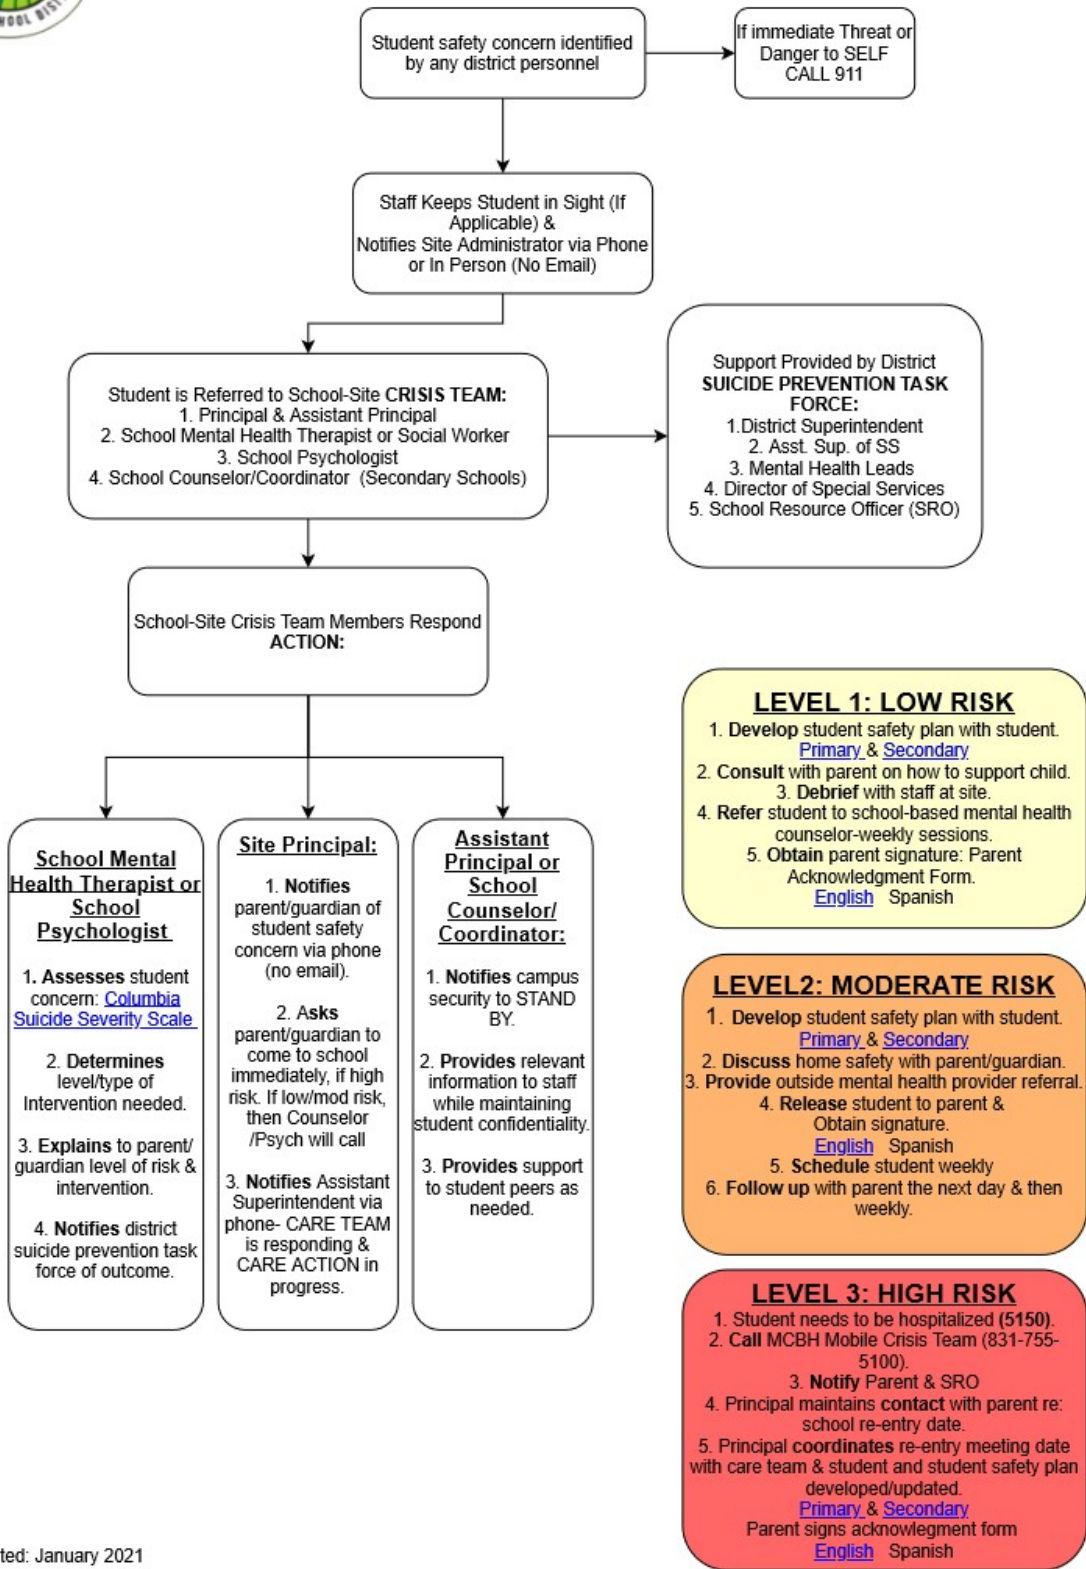 HOOL DIS
Student safety concern identified
by any district personnel
If immediate Threat or
Danger to SELF
CALL 911
Staff Keeps Student in Sight (If
Applicable) &
Notifies Site Administrator via Phone
or In Person (No Email)
Student is Referred to School-Site CRISIS TEAM:
1. Principal & Assistant Principal
2. School Mental Health Therapist or Social Worker
3. School Psychologist
4. School Counselor/Coordinator (Secondary Schools)
Support Provided by District
SUICIDE PREVENTION TASK
FORCE:
1.District Superintendent
2. Asst. Sup. of SS
3. Mental Health Leads
4. Director of Special Services
5. School Resource Officer (SRO)
School-Site Crisis Team Members Respond
ACTION:
School Mental
Health Therapist or
School
Psychologist
1. Assesses student
concern: Columbia
Suicide Severity Scale
2. Determines
level/type of
Intervention needed.
3. Explains to parent/
guardian level of risk &
intervention.
4. Notifies district
suicide prevention task
force of outcome.
Site Principal:
1. Notifies
parent/guardian of
student safety
concern via phone
(no email).
2. Asks
parent/guardian to
come to school
immediately, if high
risk. If low/mod risk,
then Counselor
/Psych will call
3. Notifies Assistant
Superintendent via
phone- CARE TEAM
is responding &
CARE ACTION in
progress.
Assistant
Principal or
School
Counselor/
Coordinator:
1. Notifies campus
security to STAND
BY.
2. Provides relevant
information to staff
while maintaining
student confidentiality.
3. Provides support
to student peers as
needed.
LEVEL 1: LOW RISK
1. Develop student safety plan with student.
Primary & Secondary
2. Consult with parent on how to support child.
3. Debrief with staff at site.
4. Refer student to school-based mental health
counselor-weekly sessions.
5. Obtain parent signature: Parent
Acknowledgment Form.
English Spanish
LEVEL2: MODERATE RISK
1. Develop student safety plan with student.
Primary & Secondary
2. Discuss home safety with parent/guardian.
3. Provide outside mental health provider referral.
4. Release student to parent &
Obtain signature.
English Spanish
5. Schedule student weekly
6. Follow up with parent the next day & then
weekly.
LEVEL 3: HIGH RISK
1. Student needs to be hospitalized (5150).
2. Call MCBH Mobile Crisis Team (831-755-
5100).
3. Notify Parent & SRO
4. Principal maintains contact with parent re:
school re-entry date.
5. Principal coordinates re-entry meeting date
with care team & student and student safety plan
developed/updated.
Primary & Secondary
Parent signs acknowlegment form
English Spanish
ted: January 2021